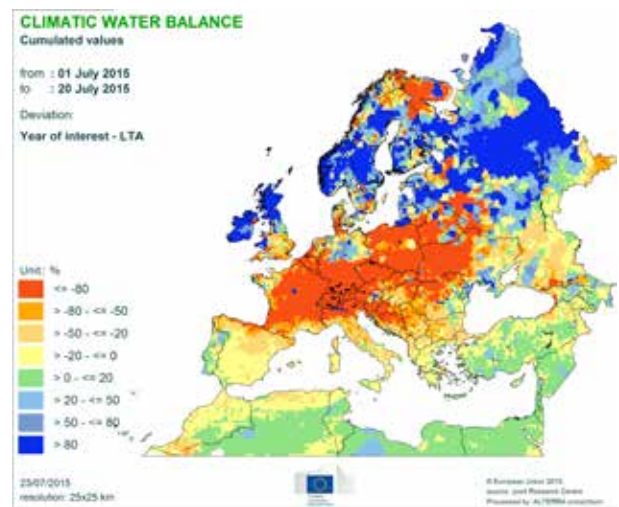 CLIMATIC WATER BALANCE
Cumulated values
from : 01 July 2015
to : 20 July 2015
Deviation:
Year of interest - LTA
Unit: %
<= -80
> -80 - <= -50
> -50 - <= -20
> -20 - <= 0
> 0 - <= 20
> 20 - <= 50
> 50 - <= 80
> 80
23/07/2015
resolution: 25x25 km
© European Union 2015
source: Joint Research Centre
Processed by: ALTERRA consortium